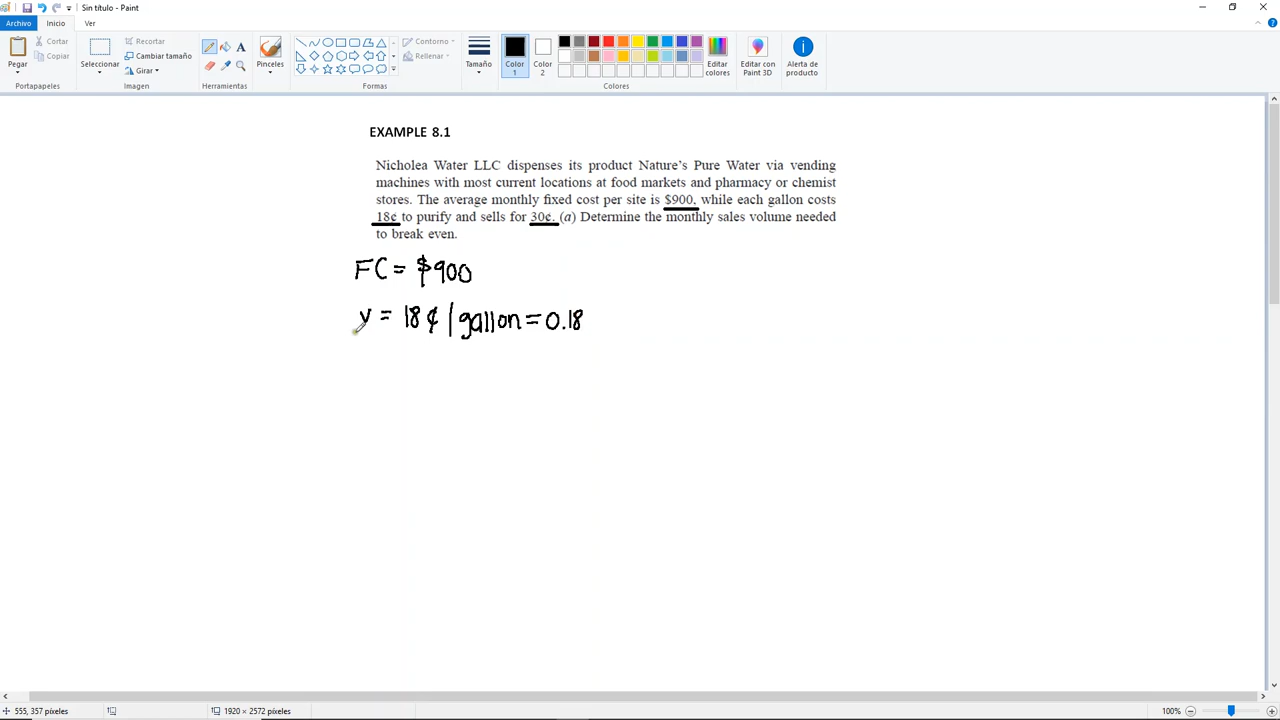 Sin título - Paint
Archivo Inicio Ver
Pegar
Cortar
Copiar
Portapapeles
Seleccionar
Recortar
Cambiar tamaño
Girar
Imagen
A
Herramientas
Pinceles
Contorno
Rellenar
Formas
Tamaño
Color 1
Color 2
Editar colores
Colores
Editar con Paint 3D
Alerta de producto
EXAMPLE 8.1
Nicholea Water LLC dispenses its product Nature's Pure Water via vending
machines with most current locations at food markets and pharmacy or chemist
stores. The average monthly fixed cost per site is $900, while each gallon costs
18¢ to purify and sells for 30¢. (a) Determine the monthly sales volume needed
to break even.
FC = $900
v = 18¢ / gallon = 0.18
555, 357 píxeles 1920 × 2572 píxeles 100%